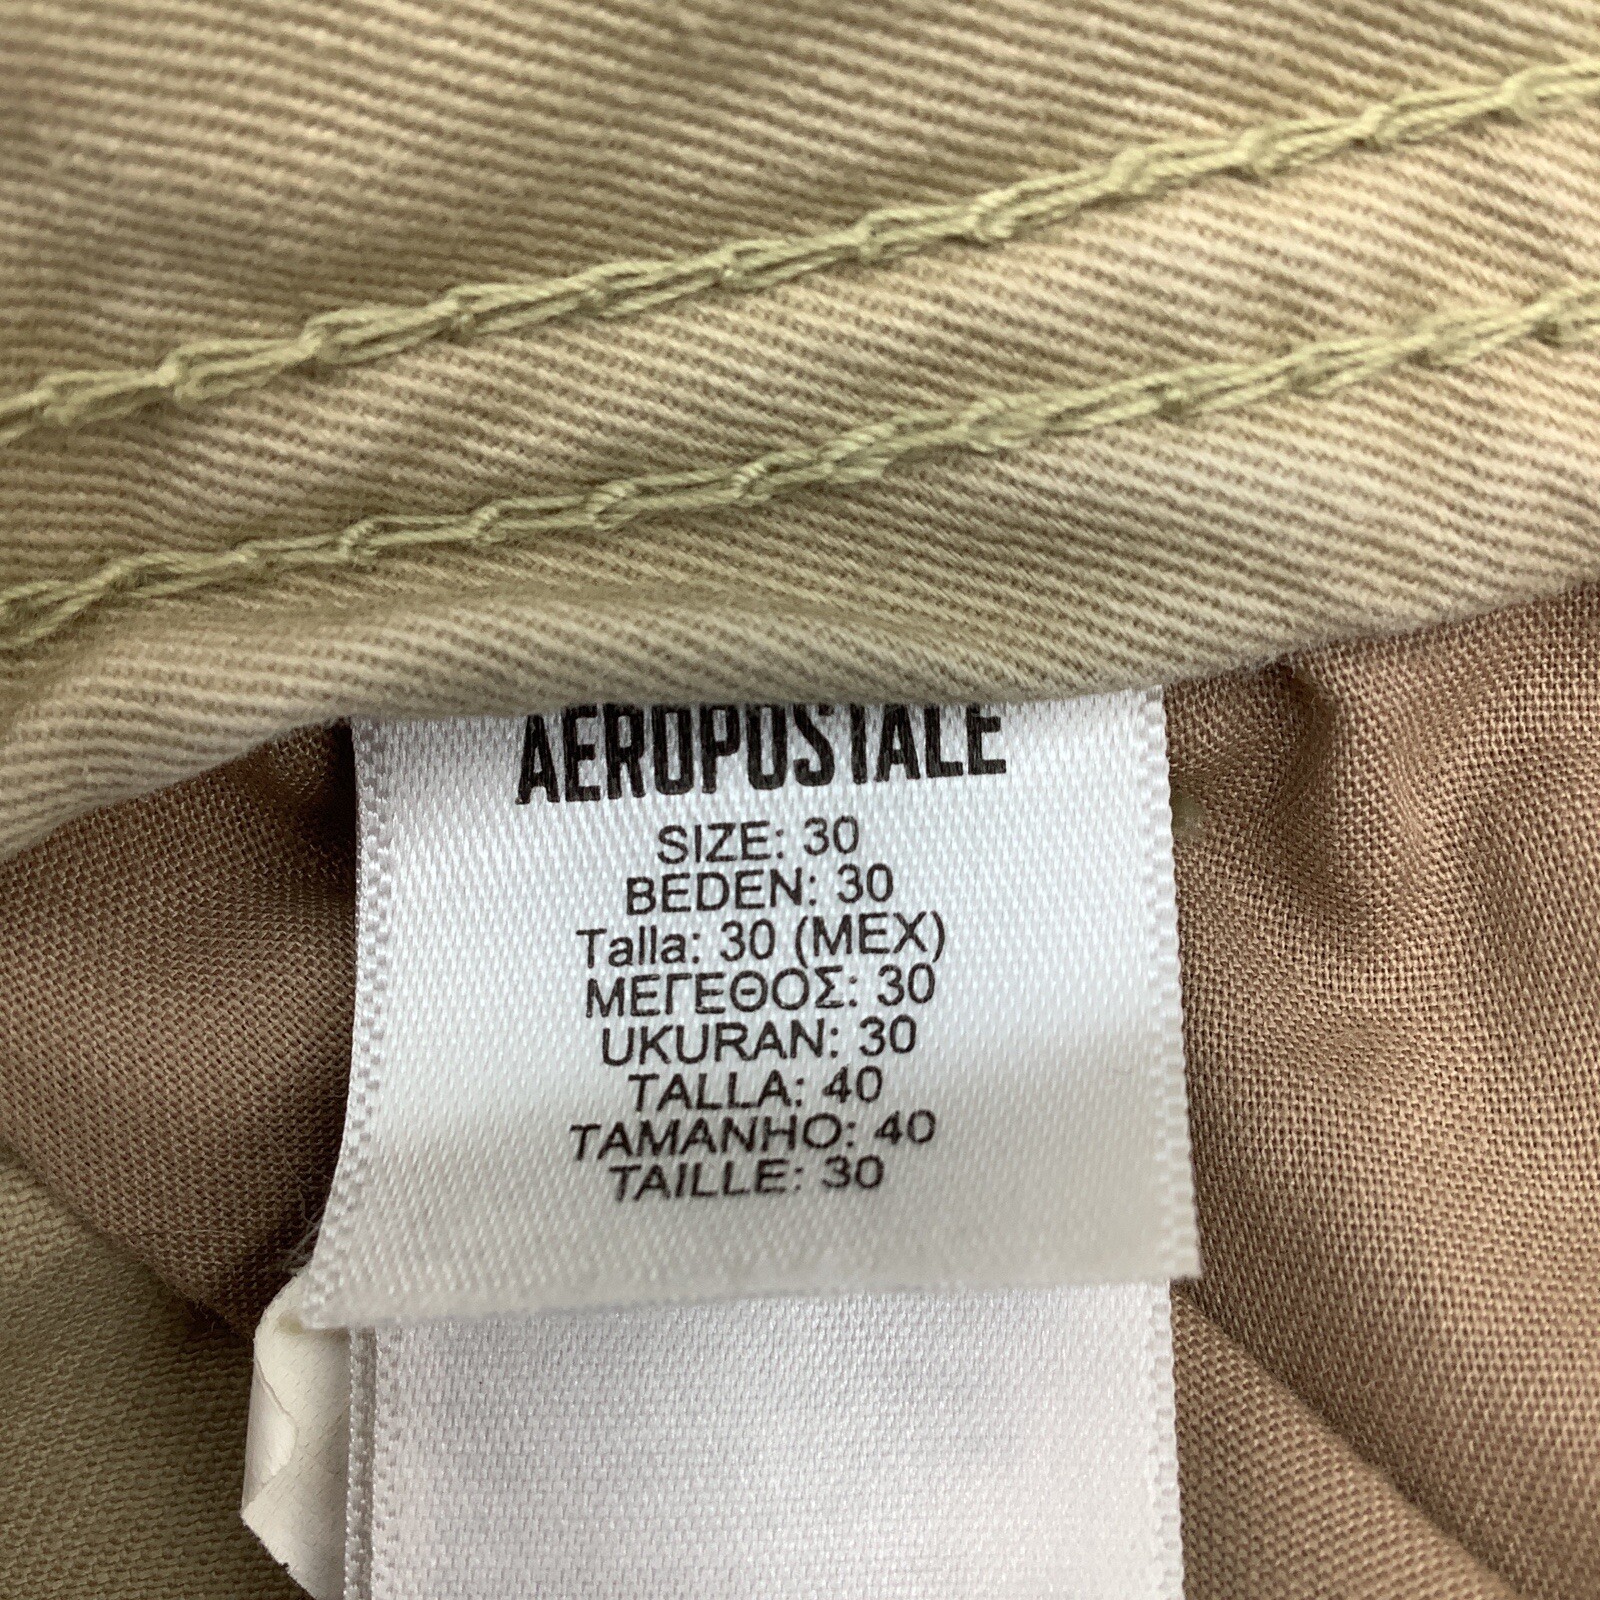 AEROPOSTALE
SIZE: 30
BEDEN: 30
Talla: 30 (MEX)
ΜΕΓΕΘΟΣ: 30
UKURAN: 30
TALLA: 40
TAMANHO: 40
TAILLE: 30